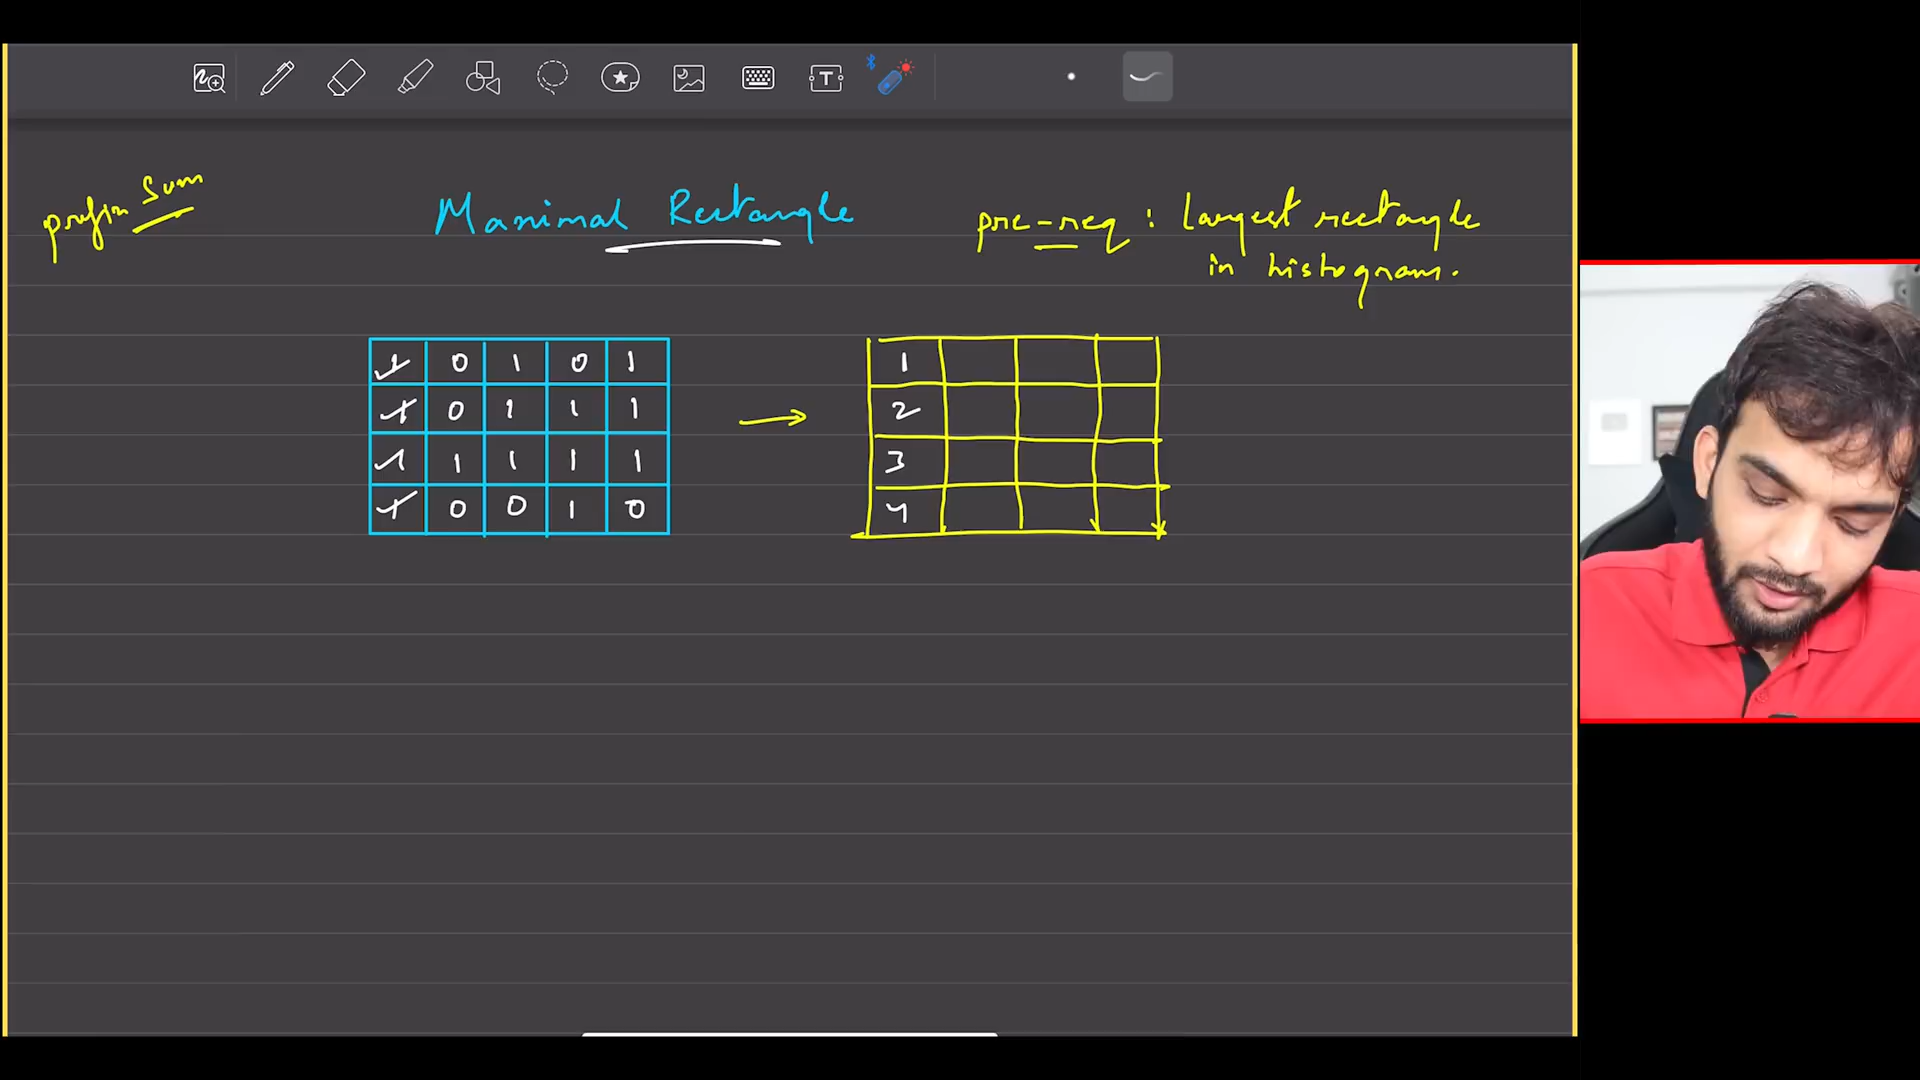 prefix Sum
Maximal Rectangle
pre-req : Largest rectangle
in histogram.
1 0 1 0 1
1 0 1 1 1
1 1 1 1 1
1 0 0 1 0
1
2
3
4
T